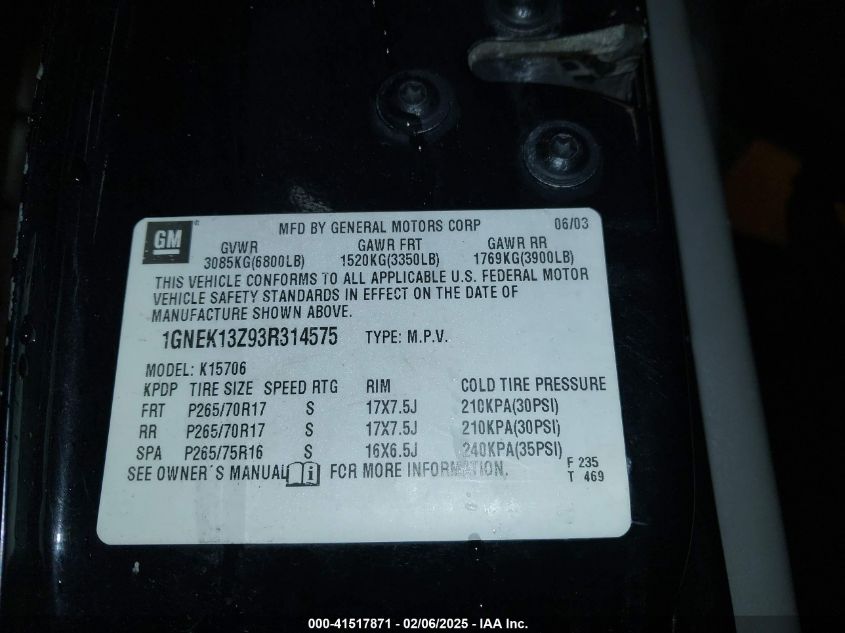 GM
MFD BY GENERAL MOTORS CORP 06/03
GVWR GAWR FRT GAWR RR
3085KG(6800LB) 1520KG(3350LB) 1769KG(3900LB)
THIS VEHICLE CONFORMS TO ALL APPLICABLE U.S. FEDERAL MOTOR
VEHICLE SAFETY STANDARDS IN EFFECT ON THE DATE OF
MANUFACTURE SHOWN ABOVE.
1GNEK13Z93R314575 TYPE: M.P.V.
MODEL: K15706
KPDP TIRE SIZE SPEED RTG RIM COLD TIRE PRESSURE
FRT P265/70R17 S 17X7.5J 210KPA(30PSI)
RR P265/70R17 S 17X7.5J 210KPA(30PSI)
SPA P265/75R16 S 16X6.5J 240KPA(35PSI)
SEE OWNER'S MANUAL FOR MORE INFORMATION. F 235
T 469
000-41517871 - 02/06/2025 - IAA Inc.